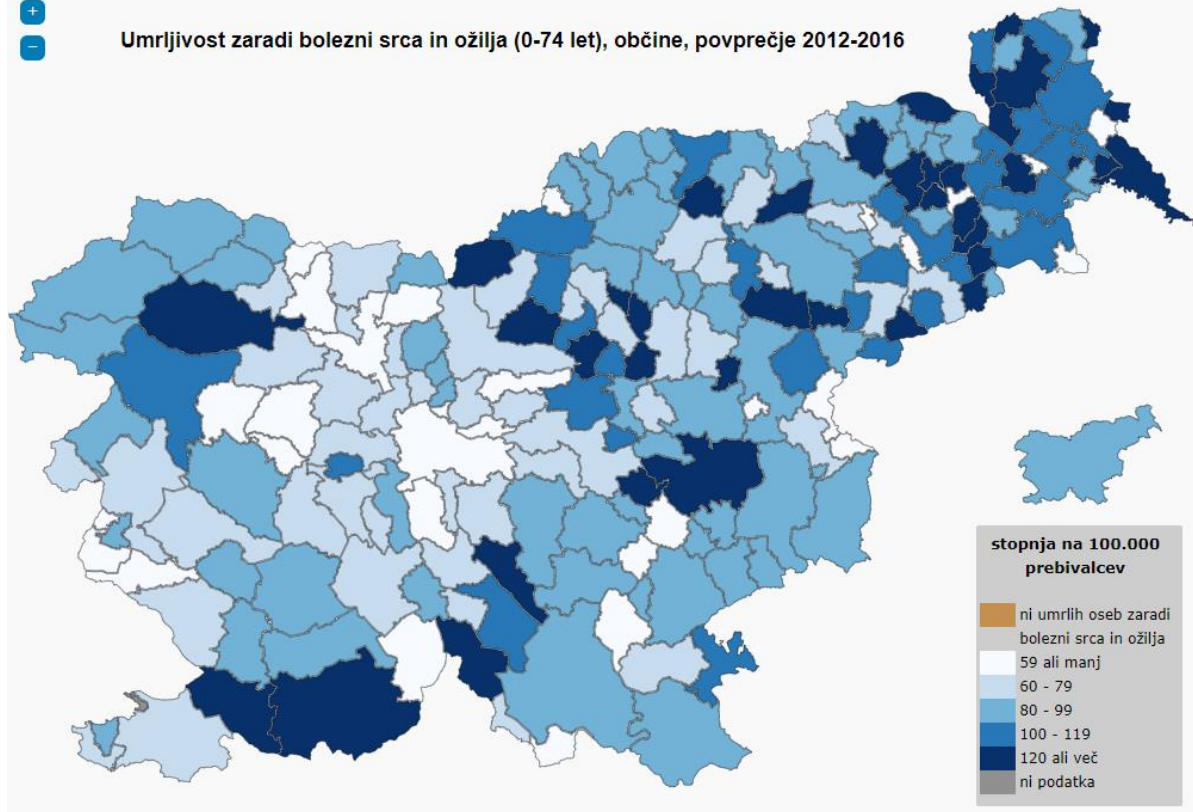 +
Umrljivost zaradi bolezni srca in ožilja (0-74 let), občine, povprečje 2012-2016
−
stopnja na 100.000
prebivalcev
ni umrlih oseb zaradi
bolezni srca in ožilja
59 ali manj
60 - 79
80 - 99
100 - 119
120 ali več
ni podatka